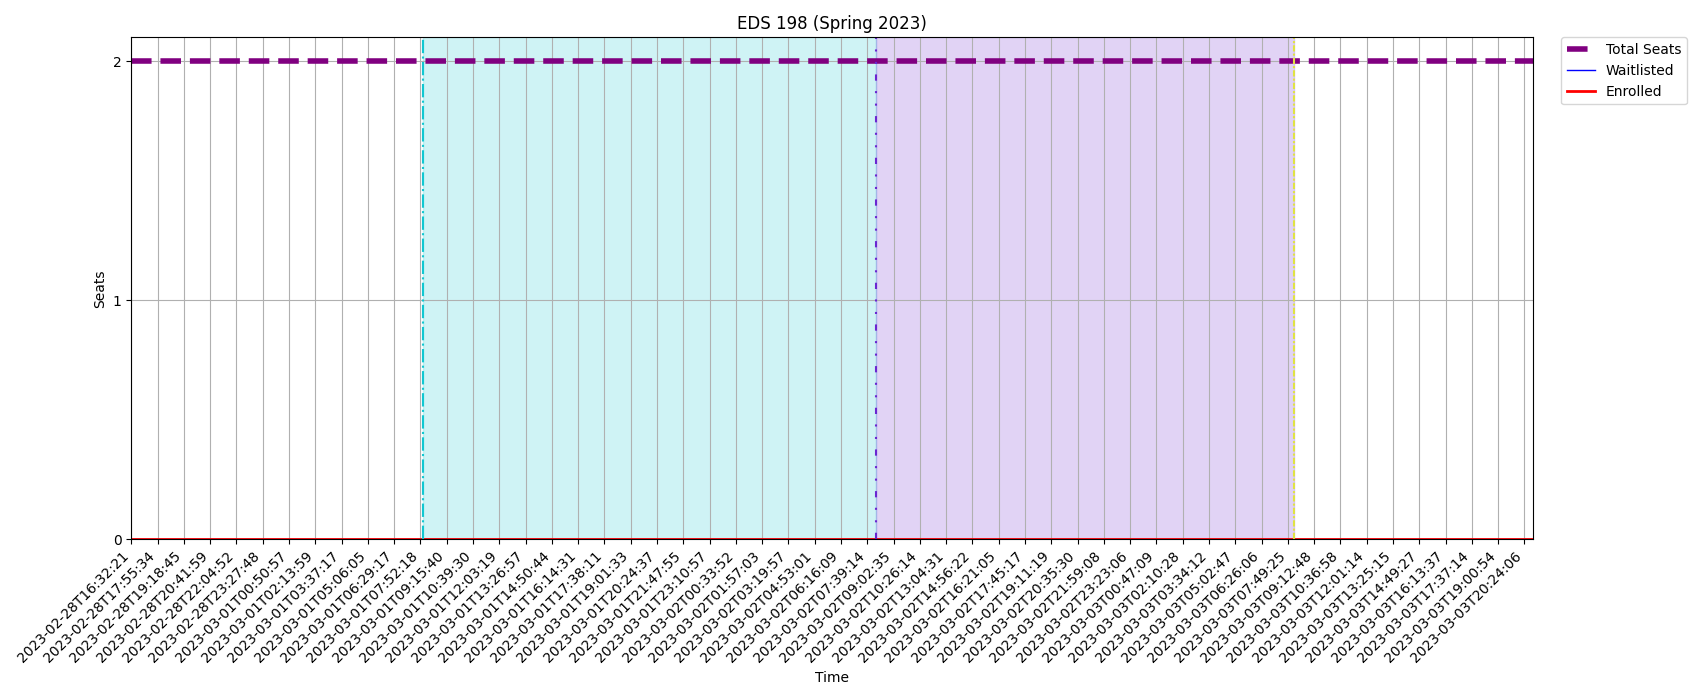 EDS 198 (Spring 2023)
Total Seats
Waitlisted
Enrolled
Seats
2
1
0
2023-02-28T16:32:21
2023-02-28T17:55:34
2023-02-28T19:18:45
2023-02-28T20:41:59
2023-02-28T22:04:52
2023-02-28T23:27:48
2023-03-01T00:50:57
2023-03-01T02:13:59
2023-03-01T03:37:17
2023-03-01T05:06:05
2023-03-01T06:29:17
2023-03-01T07:52:18
2023-03-01T09:15:40
2023-03-01T10:39:30
2023-03-01T12:03:19
2023-03-01T13:26:57
2023-03-01T14:50:44
2023-03-01T16:14:31
2023-03-01T17:38:11
2023-03-01T19:01:33
2023-03-01T20:24:37
2023-03-01T21:47:55
2023-03-01T23:10:57
2023-03-02T00:33:52
2023-03-02T01:57:03
2023-03-02T03:19:57
2023-03-02T04:53:01
2023-03-02T06:16:09
2023-03-02T07:39:14
2023-03-02T09:02:35
2023-03-02T10:26:14
2023-03-02T13:04:31
2023-03-02T14:56:22
2023-03-02T16:21:05
2023-03-02T17:45:17
2023-03-02T19:11:19
2023-03-02T20:35:30
2023-03-02T21:59:08
2023-03-02T23:23:06
2023-03-03T00:47:09
2023-03-03T02:10:28
2023-03-03T03:34:12
2023-03-03T05:02:47
2023-03-03T06:26:06
2023-03-03T07:49:25
2023-03-03T09:12:48
2023-03-03T10:36:58
2023-03-03T12:01:14
2023-03-03T13:25:15
2023-03-03T14:49:27
2023-03-03T16:13:37
2023-03-03T17:37:14
2023-03-03T19:00:54
2023-03-03T20:24:06
Time